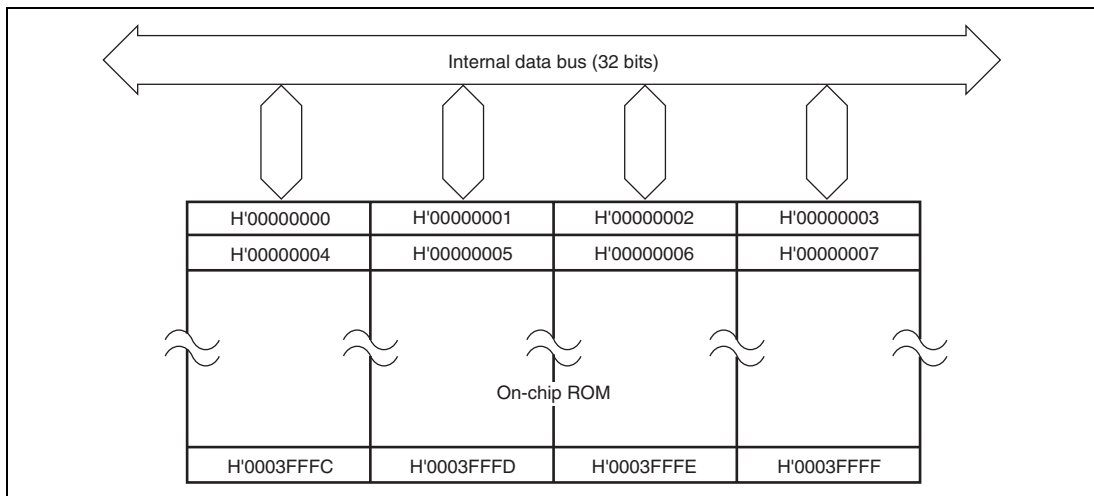 Internal data bus (32 bits)
H'00000000 H'00000001 H'00000002 H'00000003
H'00000004 H'00000005 H'00000006 H'00000007
On-chip ROM
H'0003FFFC H'0003FFFD H'0003FFFE H'0003FFFF